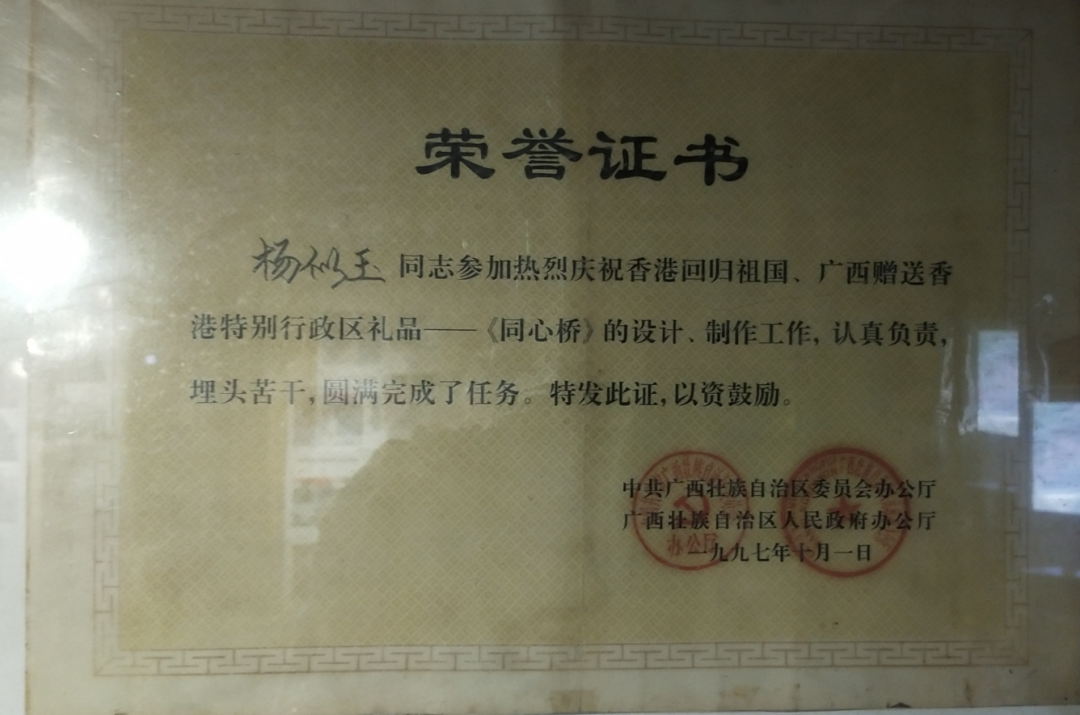 荣誉证书
杨似玉 同志参加热烈庆祝香港回归祖国、广西赠送香
港特别行政区礼品——《同心桥》的设计、制作工作,认真负责,
埋头苦干,圆满完成了任务。特发此证,以资鼓励。
中共广西壮族自治区委员会办公厅
广西壮族自治区人民政府办公厅
一九九七年十月一日
办公厅